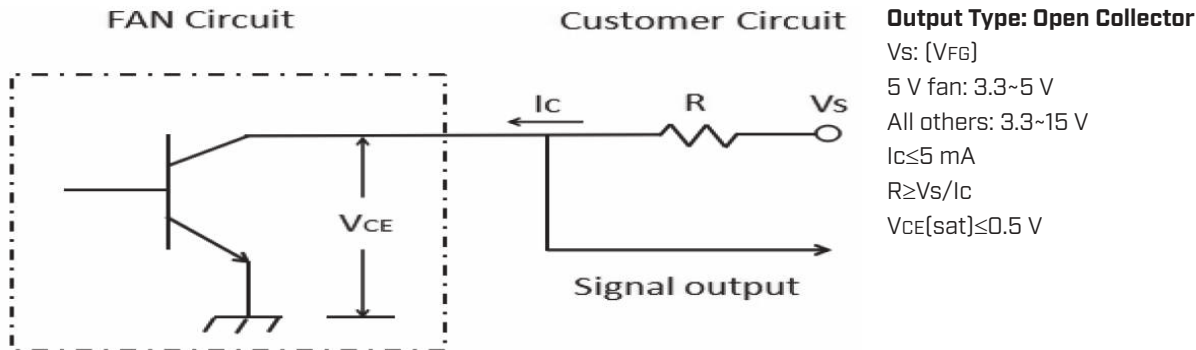 FAN Circuit
Customer Circuit
Ic
R
Vs
VCE
Signal output
Output Type: Open Collector
Vs: (VFG)
5 V fan: 3.3~5 V
All others: 3.3~15 V
Ic≤5 mA
R≥Vs/Ic
VCE(sat)≤0.5 V